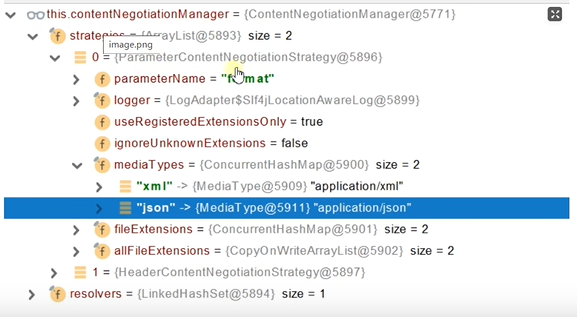 this.contentNegotiationManager = {ContentNegotiationManager@5771}
strategies = {ArrayList@5893} size = 2
image.png
0 = {ParameterContentNegotiationStrategy@5896}
parameterName = "format"
logger = {LogAdapter$Slf4jLocationAwareLog@5899}
useRegisteredExtensionsOnly = true
ignoreUnknownExtensions = false
mediaTypes = {ConcurrentHashMap@5900} size = 2
"xml" -> {MediaType@5909} "application/xml"
"json" -> {MediaType@5911} "application/json"
fileExtensions = {ConcurrentHashMap@5901} size = 2
allFileExtensions = {CopyOnWriteArrayList@5902} size = 2
1 = {HeaderContentNegotiationStrategy@5897}
resolvers = {LinkedHashSet@5894} size = 1